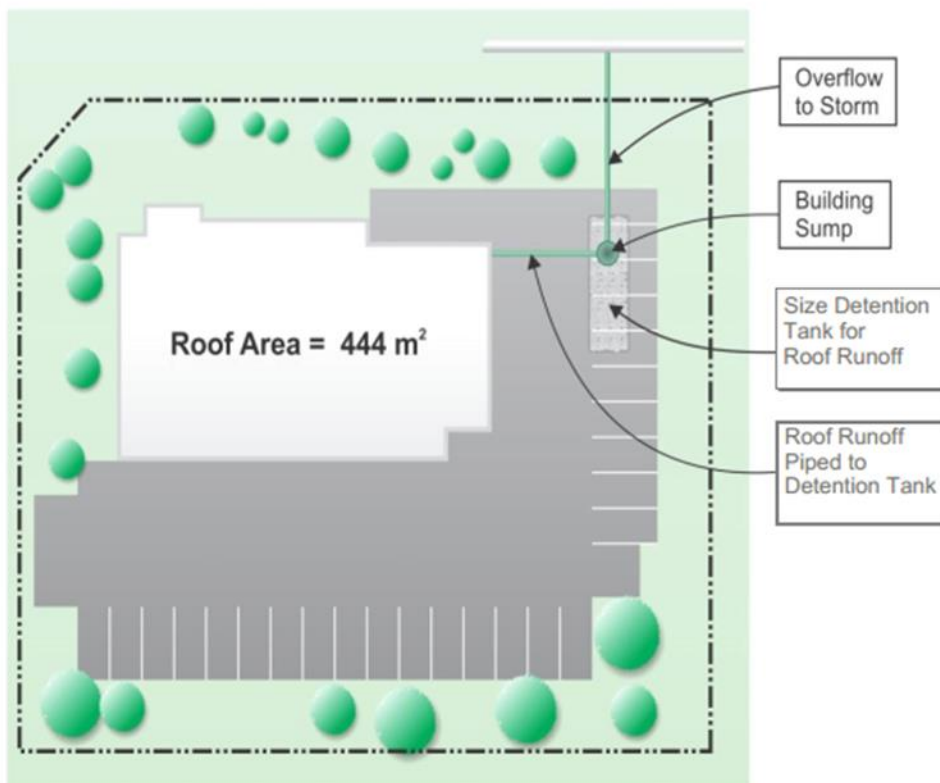 Overflow
to Storm
Building
Sump
Size Detention
Tank for
Roof Runoff
Roof Area = 444 m²
Roof Runoff
Piped to
Detention Tank